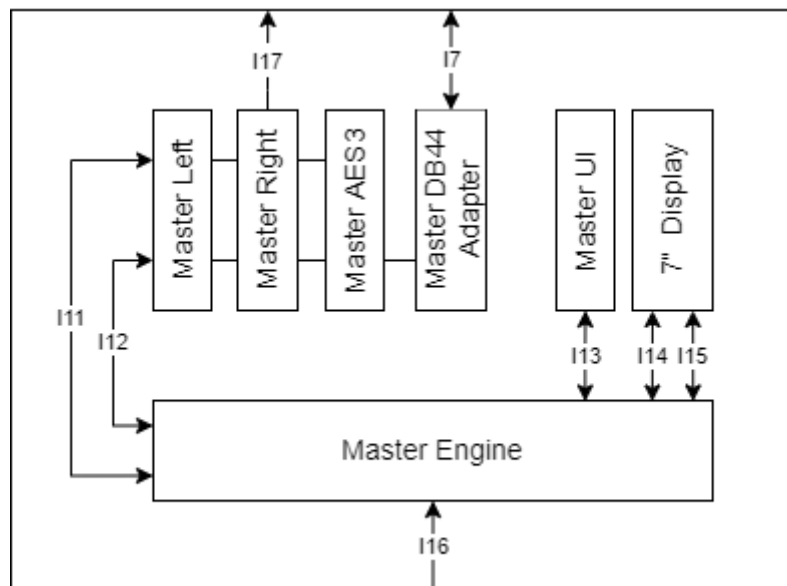 I17
I7
Master Left
Master Right
Master AES3
Master DB44
Adapter
Master UI
7" Display
I11
I12
I13
I14
I15
Master Engine
I16